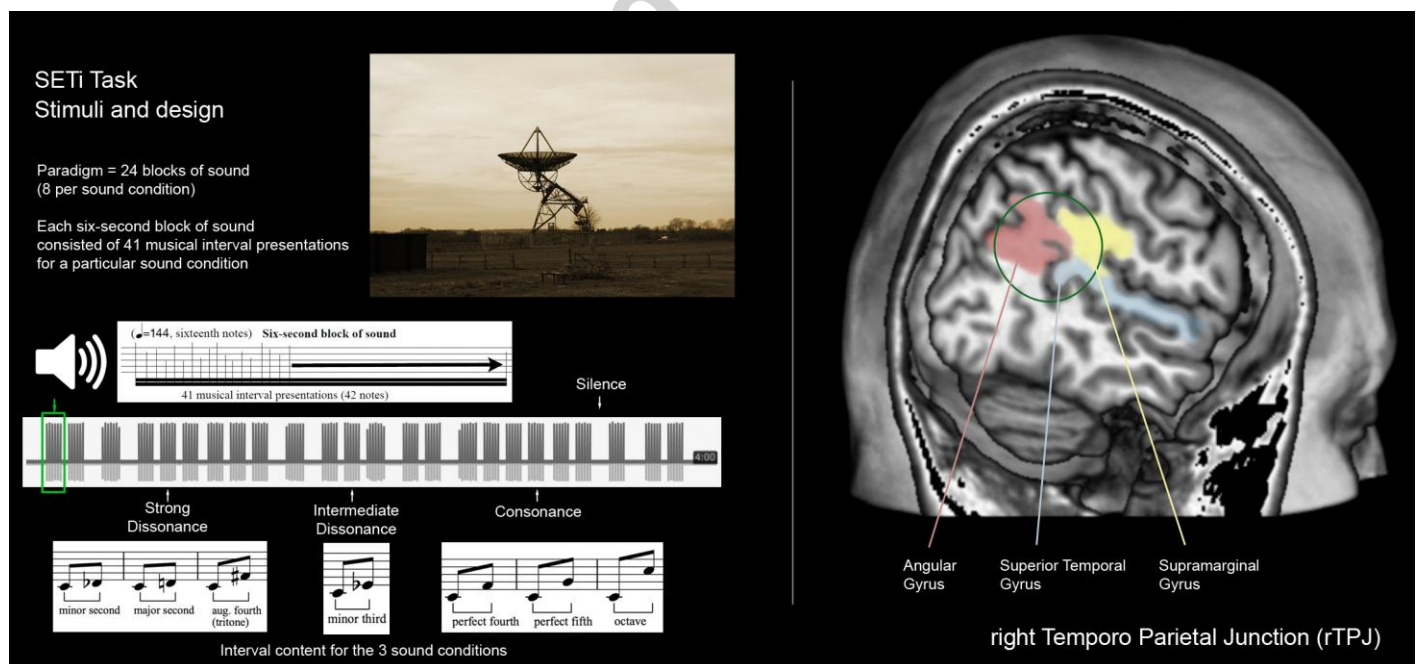 SETi Task
Stimuli and design
Paradigm = 24 blocks of sound
(8 per sound condition)
Each six-second block of sound
consisted of 41 musical interval presentations
for a particular sound condition
(♩=144, sixteenth notes) Six-second block of sound
41 musical interval presentations (42 notes)
Silence
4:00
Strong
Dissonance
Intermediate
Dissonance
Consonance
minor second
major second
aug. fourth
(tritone)
minor third
perfect fourth
perfect fifth
octave
Interval content for the 3 sound conditions
Angular
Gyrus
Superior Temporal
Gyrus
Supramarginal
Gyrus
right Temporo Parietal Junction (rTPJ)